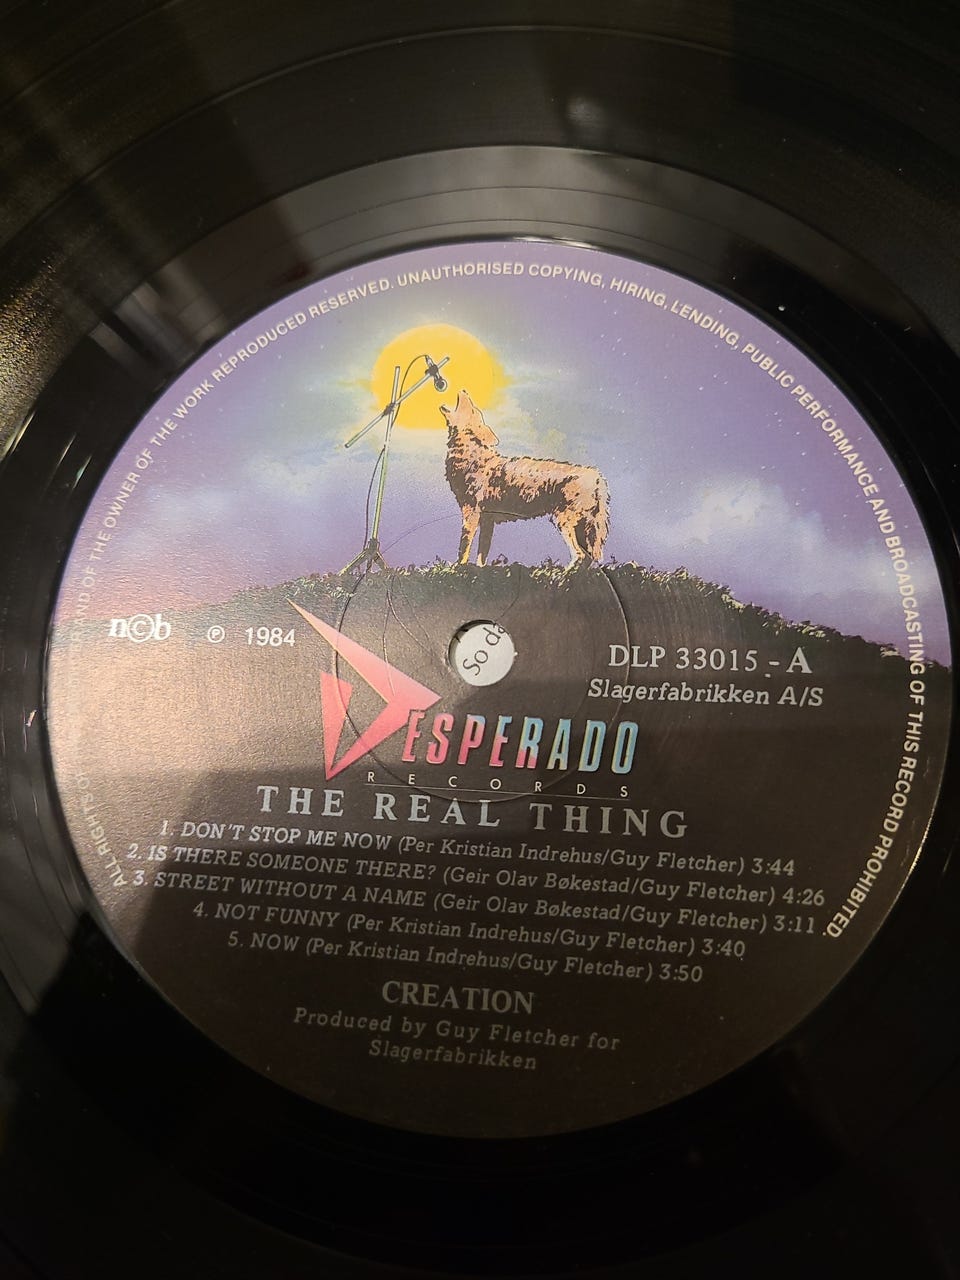 ALL RIGHTS OF THE OWNER OF THE WORK REPRODUCED RESERVED. UNAUTHORISED COPYING, HIRING, LENDING, PUBLIC PERFORMANCE AND BROADCASTING OF THIS RECORD PROHIBITED.
n©b ℗ 1984
So da
DLP 33015 - A
Slagerfabrikken A/S
DESPERADO
RECORDS
THE REAL THING
1. DON'T STOP ME NOW (Per Kristian Indrehus/Guy Fletcher) 3:44
2. IS THERE SOMEONE THERE? (Geir Olav Bøkestad/Guy Fletcher) 4:26
3. STREET WITHOUT A NAME (Geir Olav Bøkestad/Guy Fletcher) 3:11
4. NOT FUNNY (Per Kristian Indrehus/Guy Fletcher) 3:40
5. NOW (Per Kristian Indrehus/Guy Fletcher) 3:50
CREATION
Produced by Guy Fletcher for
Slagerfabrikken